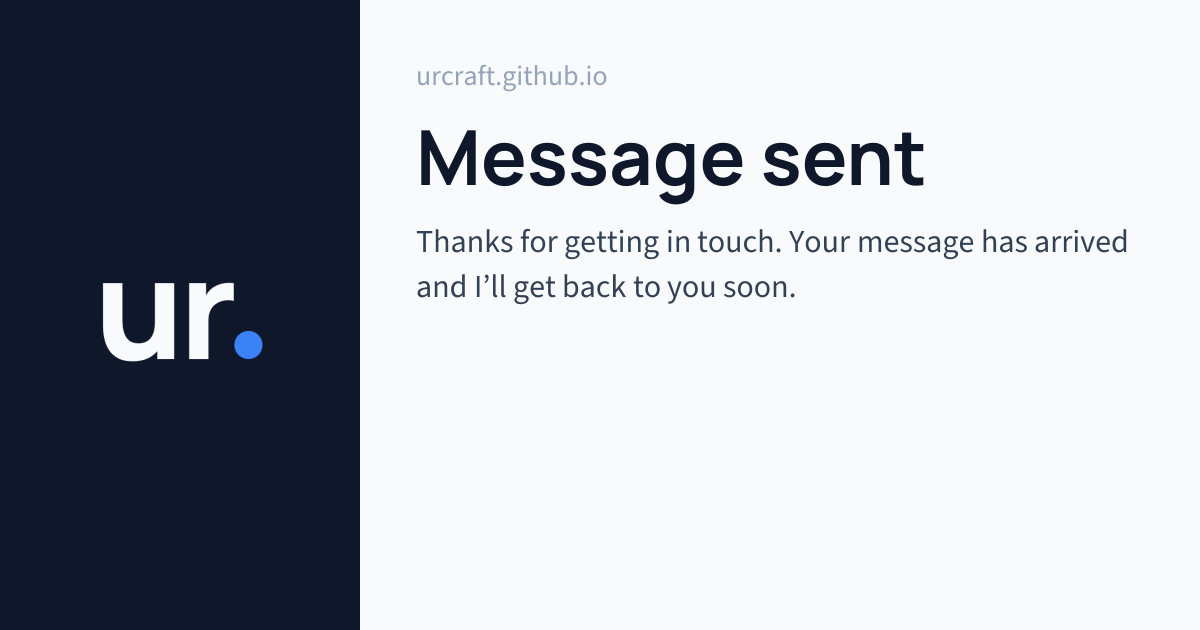 ur.
urcraft.github.io
Message sent
Thanks for getting in touch. Your message has arrived
and I’ll get back to you soon.